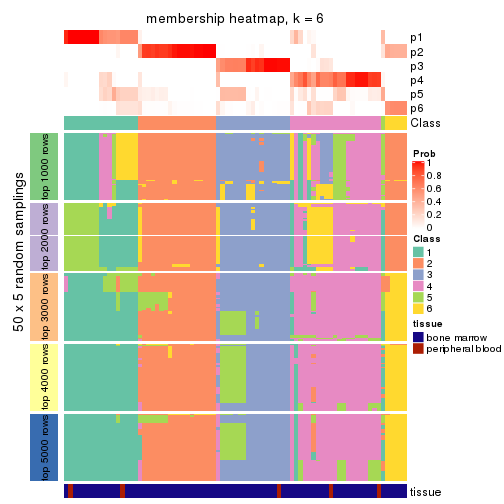 membership heatmap, k = 6
p1
p2
p3
p4
p5
p6
Class
50 x 5 random samplings
top 1000 rows
top 2000 rows
top 3000 rows
top 4000 rows
top 5000 rows
tissue
Prob
1
0.8
0.6
0.4
0.2
0
Class
1
2
3
4
5
6
tissue
bone marrow
peripheral blood